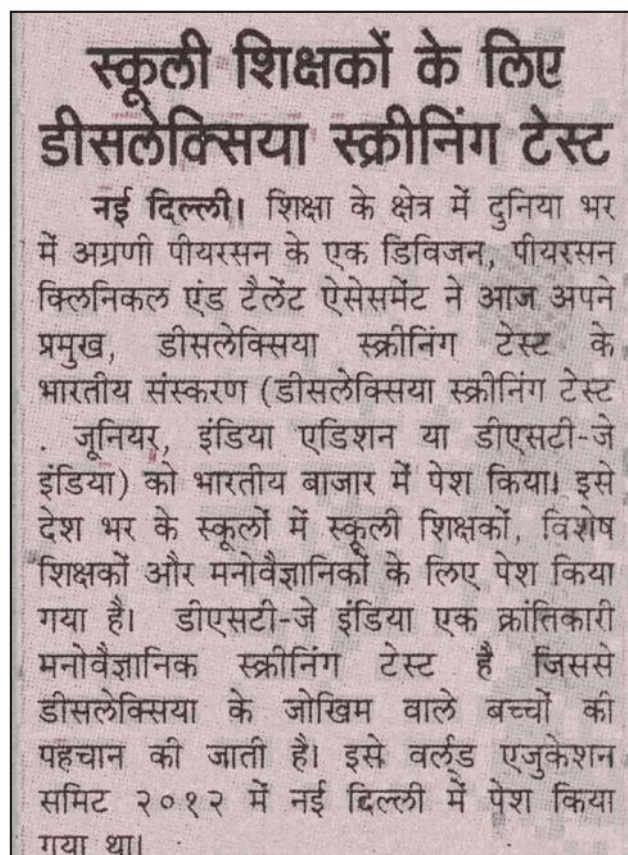 स्कूली शिक्षकों के लिए
डीसलेक्सिया स्क्रीनिंग टेस्ट
नई दिल्ली। शिक्षा के क्षेत्र में दुनिया भर
में अग्रणी पीयरसन के एक डिविजन, पीयरसन
क्लिनिकल एंड टैलेंट ऐसेसमेंट ने आज अपने
प्रमुख, डीसलेक्सिया स्क्रीनिंग टेस्ट के
भारतीय संस्करण (डीसलेक्सिया स्क्रीनिंग टेस्ट
. जूनियर, इंडिया एडिशन या डीएसटी-जे
इंडिया) को भारतीय बाजार में पेश किया। इसे
देश भर के स्कूलों में स्कूली शिक्षकों, विशेष
शिक्षकों और मनोवैज्ञानिकों के लिए पेश किया
गया है। डीएसटी-जे इंडिया एक क्रांतिकारी
मनोवैज्ञानिक स्क्रीनिंग टेस्ट है जिससे
डीसलेक्सिया के जोखिम वाले बच्चों की
पहचान की जाती है। इसे वर्ल्ड एजुकेशन
समिट २०१२ में नई दिल्ली में पेश किया
गया था।